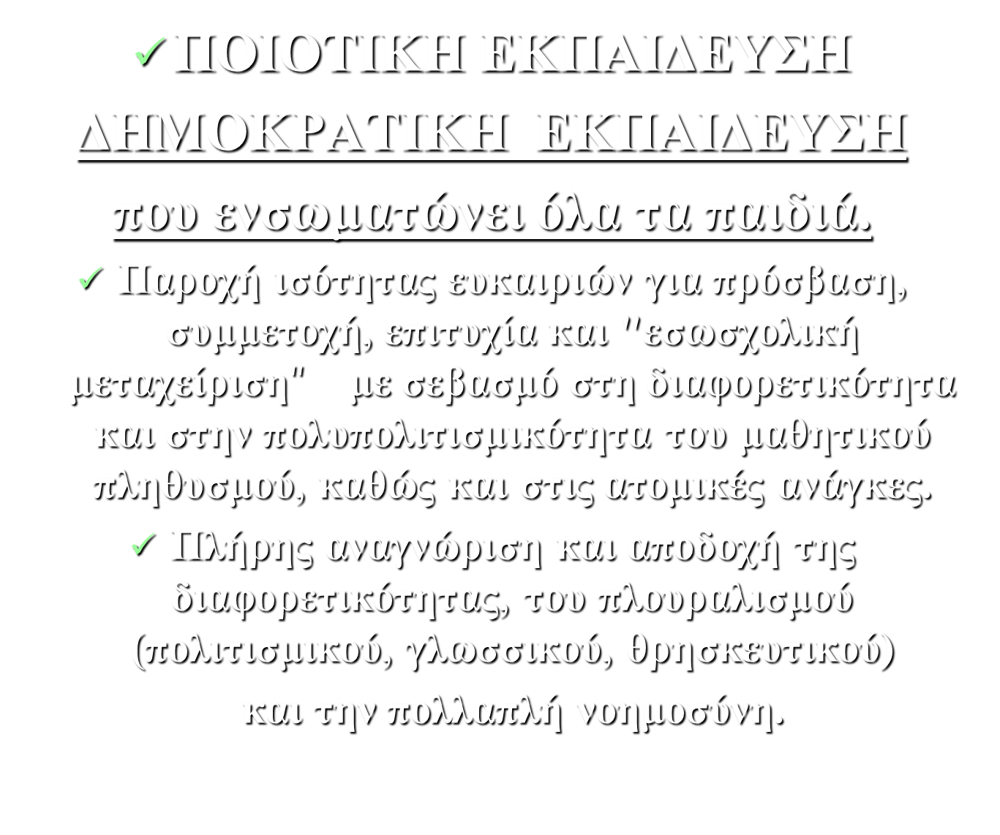 ✓ΠΟΙΟΤΙΚΗ ΕΚΠΑΙΔΕΥΣΗ
ΔΗΜΟΚΡΑΤΙΚΗ ΕΚΠΑΙΔΕΥΣΗ
που ενσωματώνει όλα τα παιδιά.
✓ Παροχή ισότητας ευκαιριών για πρόσβαση,
συμμετοχή, επιτυχία και "εσωσχολική
μεταχείριση" με σεβασμό στη διαφορετικότητα
και στην πολυπολιτισμικότητα του μαθητικού
πληθυσμού, καθώς και στις ατομικές ανάγκες.
✓ Πλήρης αναγνώριση και αποδοχή της
διαφορετικότητας, του πλουραλισμού
(πολιτισμικού, γλωσσικού, θρησκευτικού)
και την πολλαπλή νοημοσύνη.